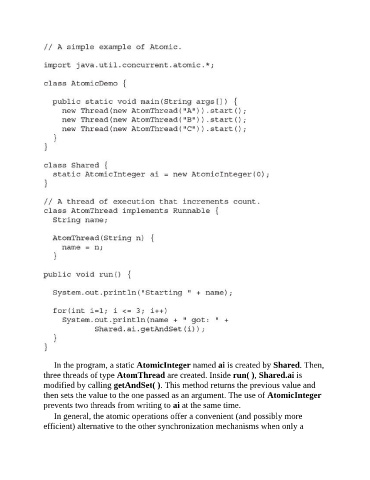 // A simple example of Atomic.
import java.util.concurrent.atomic.*;
class AtomicDemo {
public static void main(String args[]) {
new Thread(new AtomThread("A")).start();
new Thread(new AtomThread("B")).start();
new Thread(new AtomThread("C")).start();
}
}
class Shared {
static AtomicInteger ai = new AtomicInteger(0);
}
// A thread of execution that increments count.
class AtomThread implements Runnable {
String name;
AtomThread(String n) {
name = n;
}
public void run() {
System.out.println("Starting " + name);
for(int i=1; i <= 3; i++)
System.out.println(name + " got: " +
Shared.ai.getAndSet(i));
}
}
In the program, a static AtomicInteger named ai is created by Shared. Then,
three threads of type AtomThread are created. Inside run( ), Shared.ai is
modified by calling getAndSet( ). This method returns the previous value and
then sets the value to the one passed as an argument. The use of AtomicInteger
prevents two threads from writing to ai at the same time.
In general, the atomic operations offer a convenient (and possibly more
efficient) alternative to the other synchronization mechanisms when only a